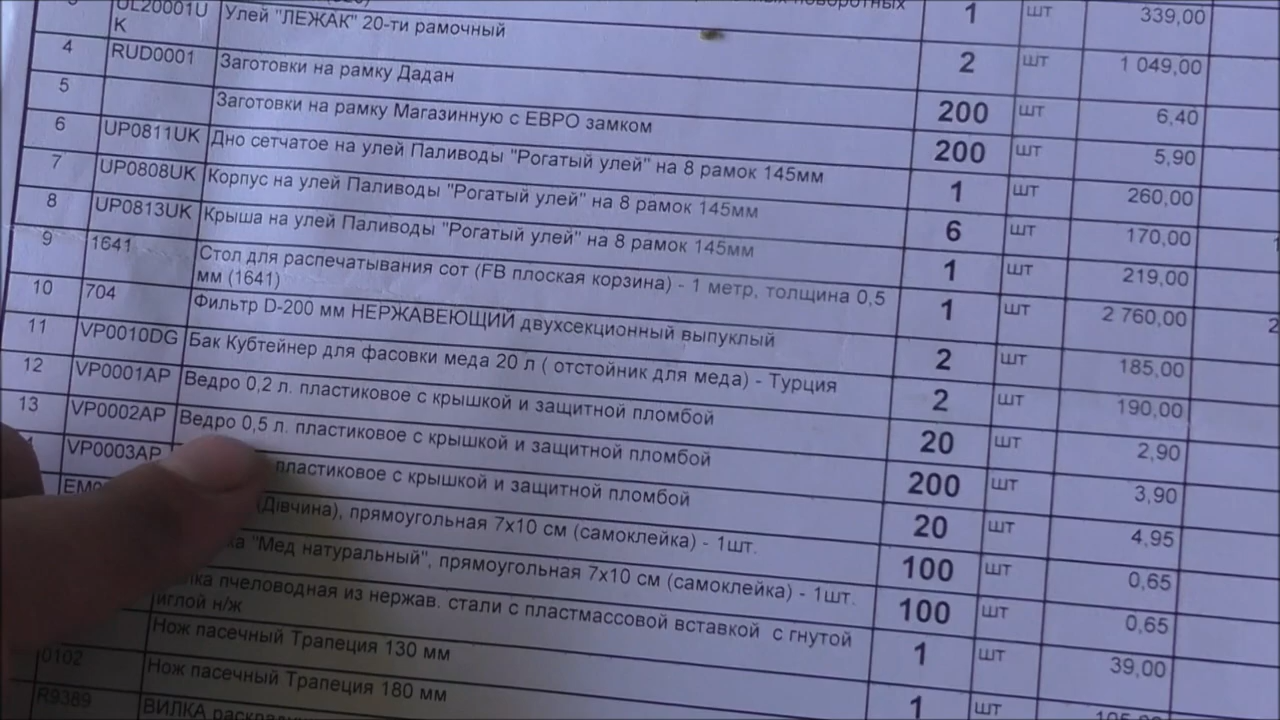 поворотных 1 шт 339,00
UL20001U
K Улей "ЛЕЖАК" 20-ти рамочный 2 шт 1 049,00
4 RUD0001 Заготовки на рамку Дадан 200 шт 6,40
5 Заготовки на рамку Магазинную с ЕВРО замком 200 шт 5,90
6 UP0811UK Дно сетчатое на улей Паливоды "Рогатый улей" на 8 рамок 145мм 1 шт 260,00
7 UP0808UK Корпус на улей Паливоды "Рогатый улей" на 8 рамок 145мм 6 шт 170,00
8 UP0813UK Крыша на улей Паливоды "Рогатый улей" на 8 рамок 145мм 1 шт 219,00
9 1641 Стол для распечатывания сот (FB плоская корзина) - 1 метр, толщина 0,5
мм (1641) 1 шт 2 760,00
10 704 Фильтр D-200 мм НЕРЖАВЕЮЩИЙ двухсекционный выпуклый 2 шт 185,00
11 VP0010DG Бак Кубтейнер для фасовки меда 20 л ( отстойник для меда) - Турция 2 шт 190,00
12 VP0001AP Ведро 0,2 л. пластиковое с крышкой и защитной пломбой 20 шт 2,90
13 VP0002AP Ведро 0,5 л. пластиковое с крышкой и защитной пломбой 200 шт 3,90
VP0003AP пластиковое с крышкой и защитной пломбой 20 шт 4,95
(Дівчина), прямоугольная 7х10 см (самоклейка) - 1шт. 100 шт 0,65
"Мед натуральный", прямоугольная 7х10 см (самоклейка) - 1шт. 100 шт 0,65
пчеловодная из нержав. стали с пластмассовой вставкой с гнутой
иглой н/ж 1 шт 39,00
Нож пасечный Трапеция 130 мм 1 шт
0102 Нож пасечный Трапеция 180 мм
R9389 ВИЛКА